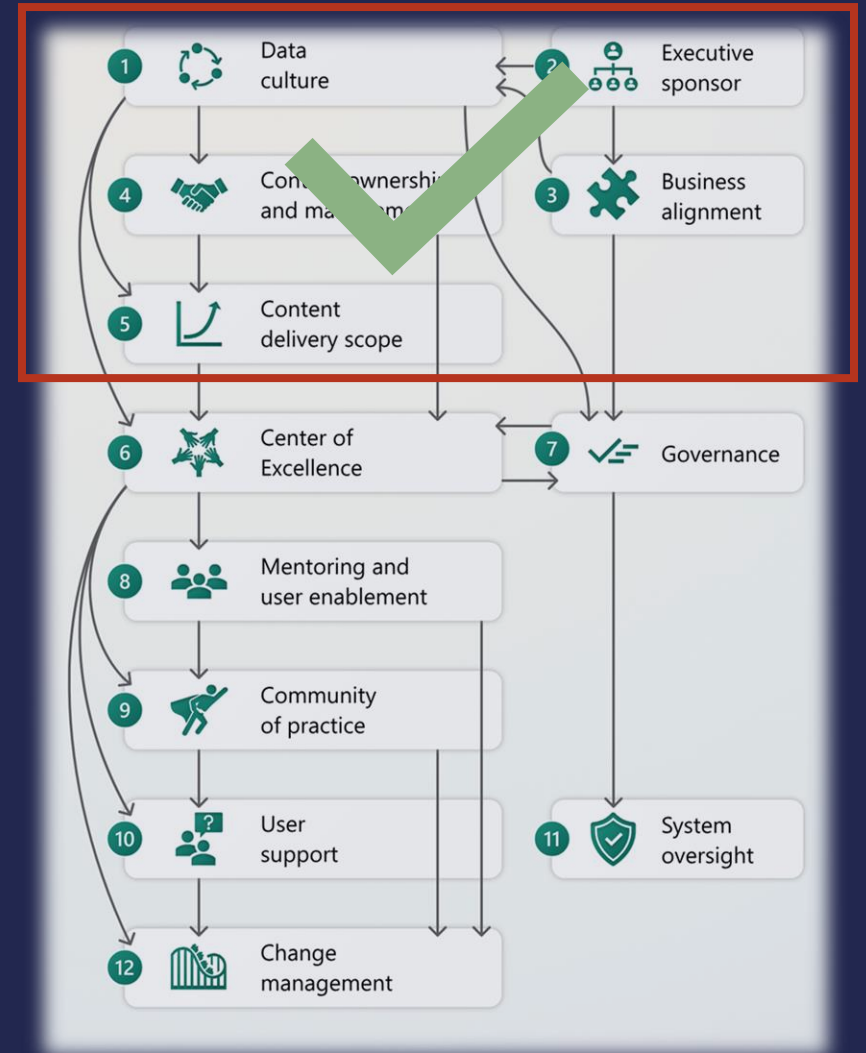 1
Data
culture
2
Executive
sponsor
4
and
3
Business
alignment
5
Content
delivery scope
6
Center of
Excellence
7
Governance
8
Mentoring and
user enablement
9
Community
of practice
10
?
User
support
11
System
oversight
12
Change
management